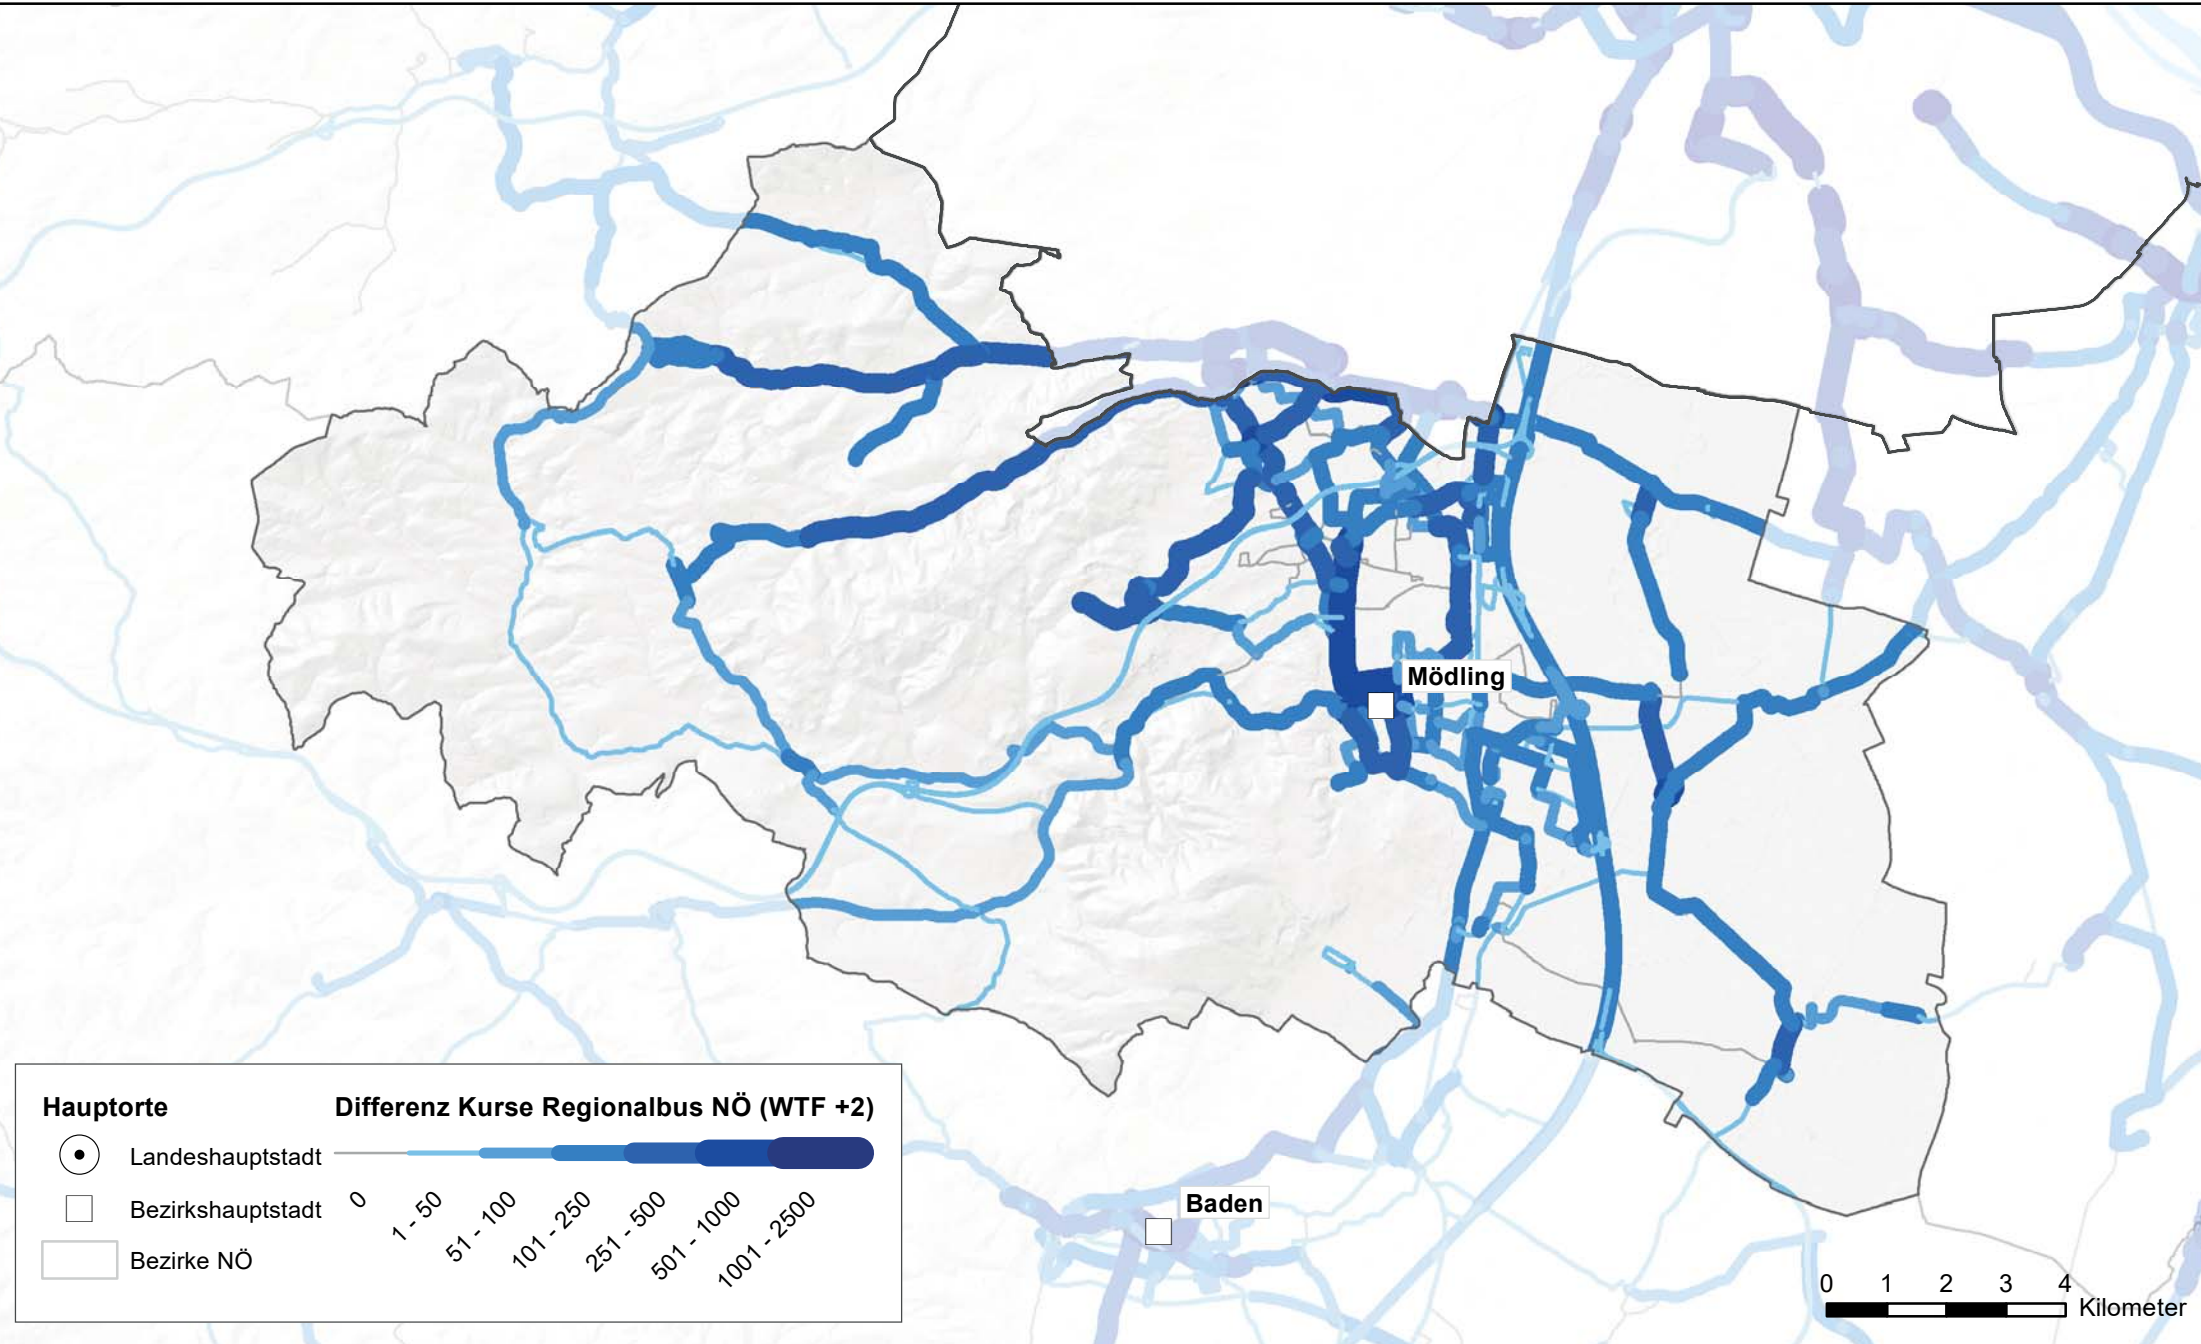 Mödling
Baden
Hauptorte
Landeshauptstadt
Bezirkshauptstadt
Bezirke NÖ
Differenz Kurse Regionalbus NÖ (WTF +2)
0
1 - 50
51 - 100
101 - 250
251 - 500
501 - 1000
1001 - 2500
0 1 2 3 4
Kilometer